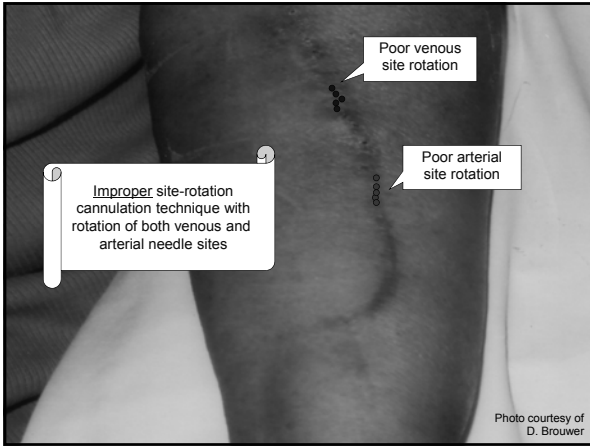 Poor venous
site rotation
Poor arterial
site rotation
Improper site-rotation
cannulation technique with
rotation of both venous and
arterial needle sites
Photo courtesy of
D. Brouwer